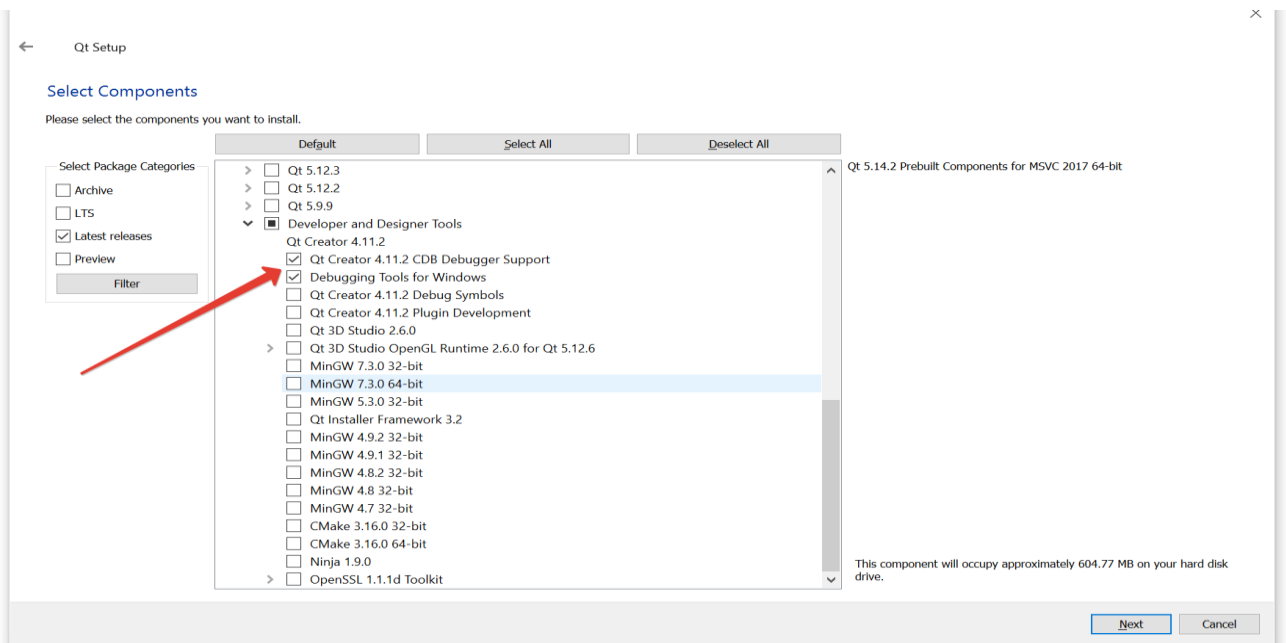 Qt Setup
Select Components
Please select the components you want to install.
Default
Select All
Deselect All
Select Package Categories
Archive
LTS
Latest releases
Preview
Filter
Qt 5.12.3
Qt 5.12.2
Qt 5.9.9
Developer and Designer Tools
Qt Creator 4.11.2
Qt Creator 4.11.2 CDB Debugger Support
Debugging Tools for Windows
Qt Creator 4.11.2 Debug Symbols
Qt Creator 4.11.2 Plugin Development
Qt 3D Studio 2.6.0
Qt 3D Studio OpenGL Runtime 2.6.0 for Qt 5.12.6
MinGW 7.3.0 32-bit
MinGW 7.3.0 64-bit
MinGW 5.3.0 32-bit
Qt Installer Framework 3.2
MinGW 4.9.2 32-bit
MinGW 4.9.1 32-bit
MinGW 4.8.2 32-bit
MinGW 4.8 32-bit
MinGW 4.7 32-bit
CMake 3.16.0 32-bit
CMake 3.16.0 64-bit
Ninja 1.9.0
OpenSSL 1.1.1d Toolkit
Qt 5.14.2 Prebuilt Components for MSVC 2017 64-bit
This component will occupy approximately 604.77 MB on your hard disk
drive.
Next
Cancel